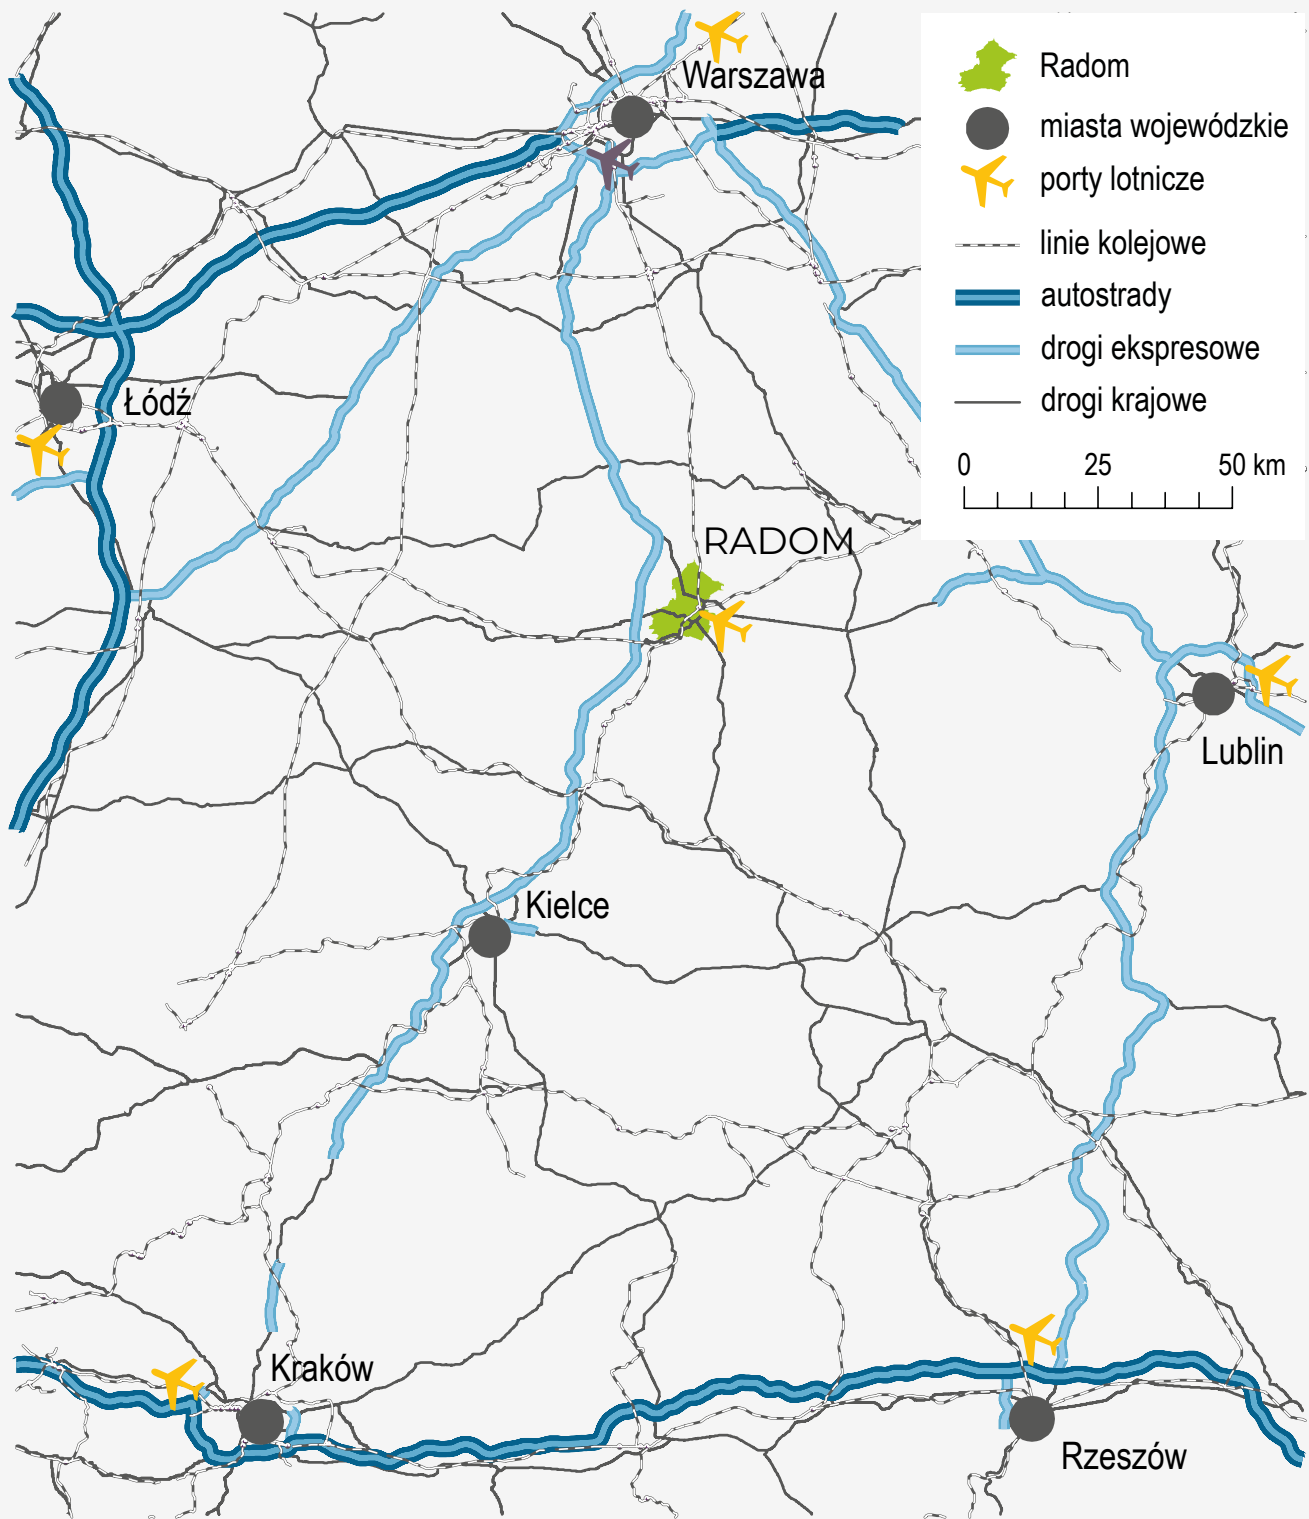 Warszawa
Radom
miasta wojewódzkie
porty lotnicze
linie kolejowe
autostrady
drogi ekspresowe
drogi krajowe
0 25 50 km
Łódź
RADOM
Lublin
Kielce
Kraków
Rzeszów